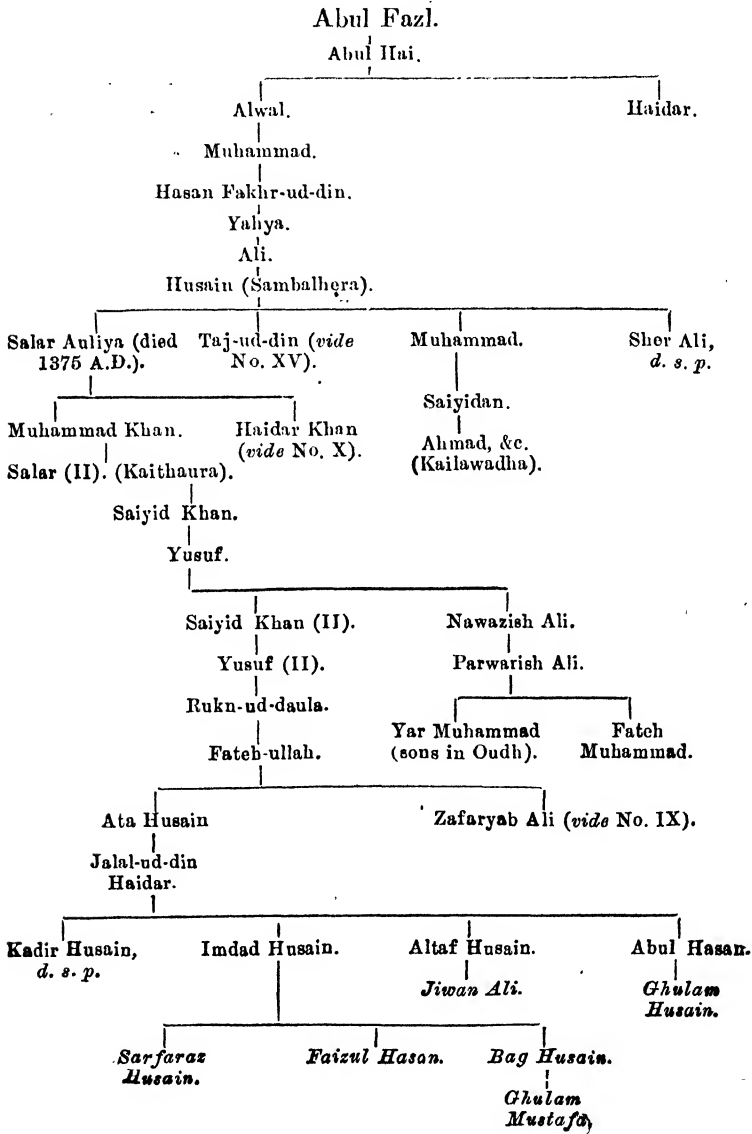 Abul Fazl.
Abul Hai.
Alwal. Haidar.
Muhammad.
Hasan Fakhr-ud-din.
Yahya.
Ali.
Husain (Sambalhera).
Salar Auliya (died Taj-ud-din (vide Muhammad. Sher Ali,
1375 A.D.). No. XV). d. s. p.
Saiyidan.
Muhammad Khan. Haidar Khan Ahmad, &c.
(vide No. X). (Kailawadha).
Salar (II). (Kaithaura).
Saiyid Khan.
Yusuf.
Saiyid Khan (II). Nawazish Ali.
Yusuf (II). Parwarish Ali.
Rukn-ud-daula.
Yar Muhammad Fateh
Fateh-ullah. (sons in Oudh). Muhammad.
Ata Husain Zafaryab Ali (vide No. IX).
Jalal-ud-din
Haidar.
Kadir Husain, Imdad Husain. Altaf Husain. Abul Hasan.
d. s. p.
Jiwan Ali. Ghulam
Husain.
Sarfaraz Faizul Hasan. Bag Husain.
Husain.
Ghulam
Mustafa,